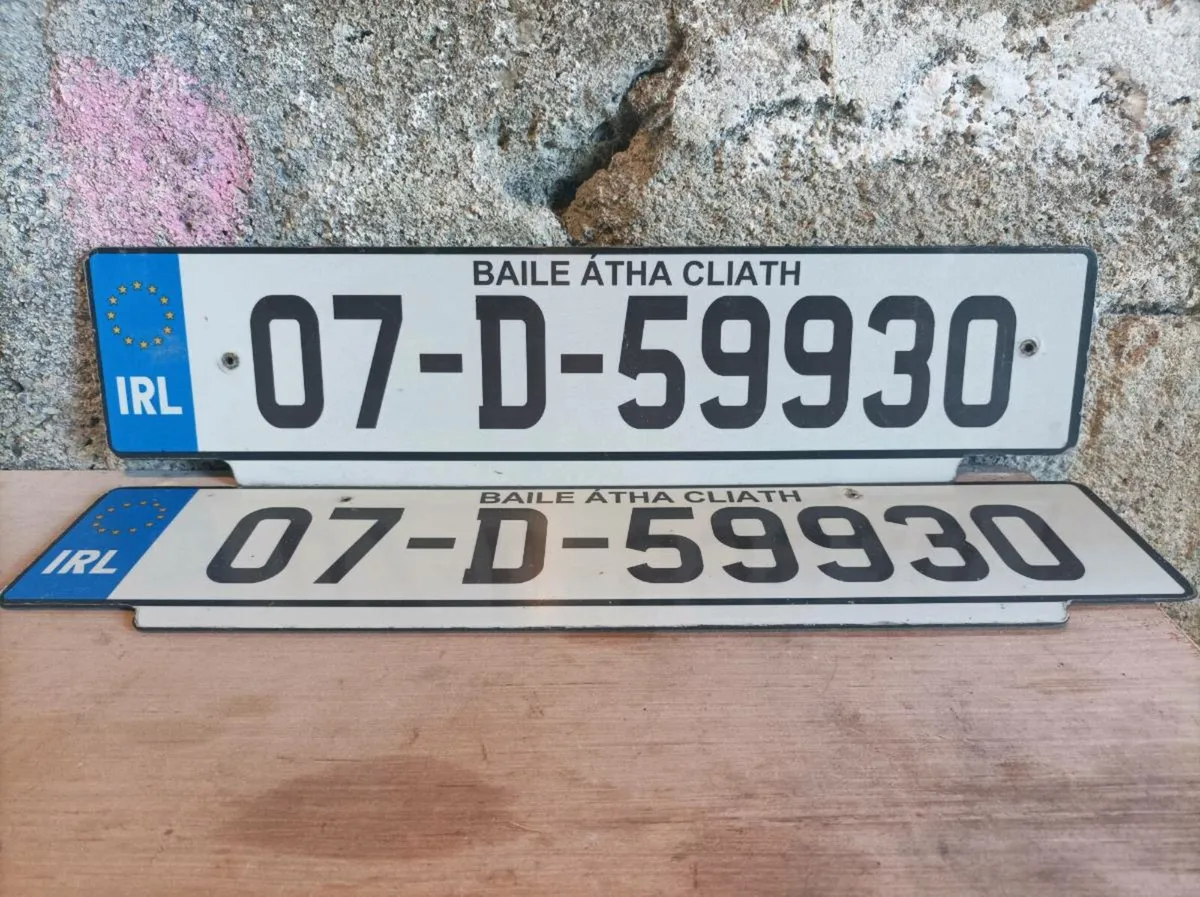 BAILE ÁTHA CLIATH
IRL 07-D-59930
BAILE ÁTHA CLIATH
IRL 07-D-59930